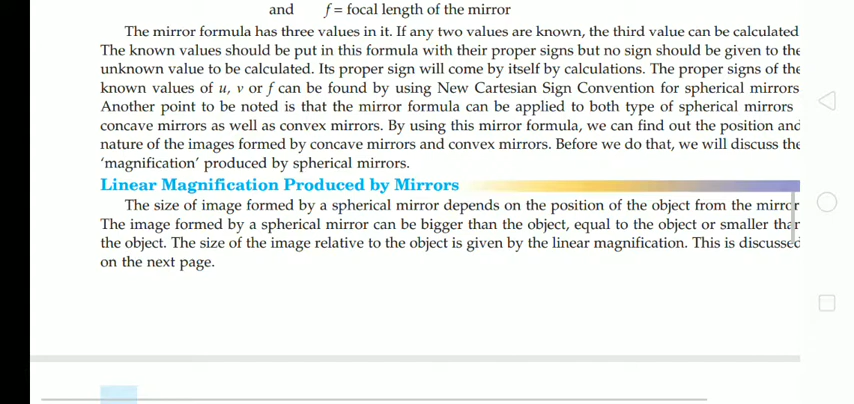 and f = focal length of the mirror
The mirror formula has three values in it. If any two values are known, the third value can be calculated
The known values should be put in this formula with their proper signs but no sign should be given to the
unknown value to be calculated. Its proper sign will come by itself by calculations. The proper signs of the
known values of u, v or f can be found by using New Cartesian Sign Convention for spherical mirrors
Another point to be noted is that the mirror formula can be applied to both type of spherical mirrors
concave mirrors as well as convex mirrors. By using this mirror formula, we can find out the position and
nature of the images formed by concave mirrors and convex mirrors. Before we do that, we will discuss the
‘magnification’ produced by spherical mirrors.
Linear Magnification Produced by Mirrors
The size of image formed by a spherical mirror depends on the position of the object from the mirror
The image formed by a spherical mirror can be bigger than the object, equal to the object or smaller than
the object. The size of the image relative to the object is given by the linear magnification. This is discussed
on the next page.